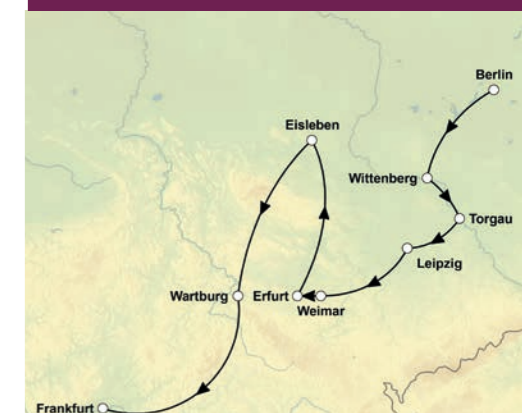 Berlin
Eisleben
Wittenberg
Torgau
Leipzig
Wartburg
Erfurt
Weimar
Frankfurt